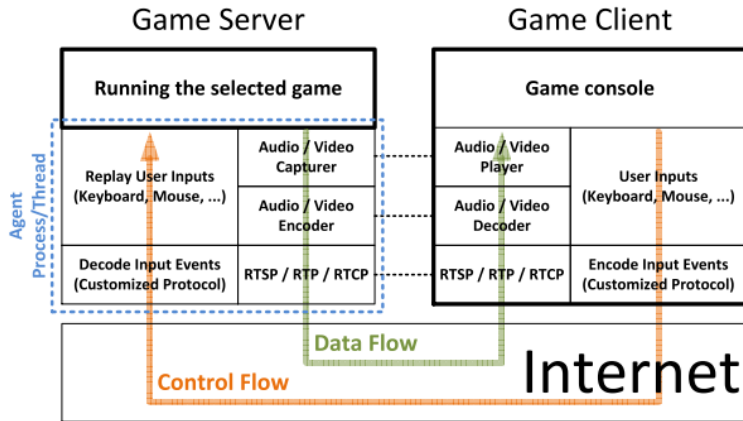 Game Server
Game Client
Running the selected game
Game console
Agent
Process/Thread
Replay User Inputs
(Keyboard, Mouse, ...)
Audio / Video
Capturer
Audio / Video
Player
User Inputs
(Keyboard, Mouse, ...)
Audio / Video
Encoder
Audio / Video
Decoder
Decode Input Events
(Customized Protocol)
RTSP / RTP / RTCP
RTSP / RTP / RTCP
Encode Input Events
(Customized Protocol)
Data Flow
Control Flow
Internet